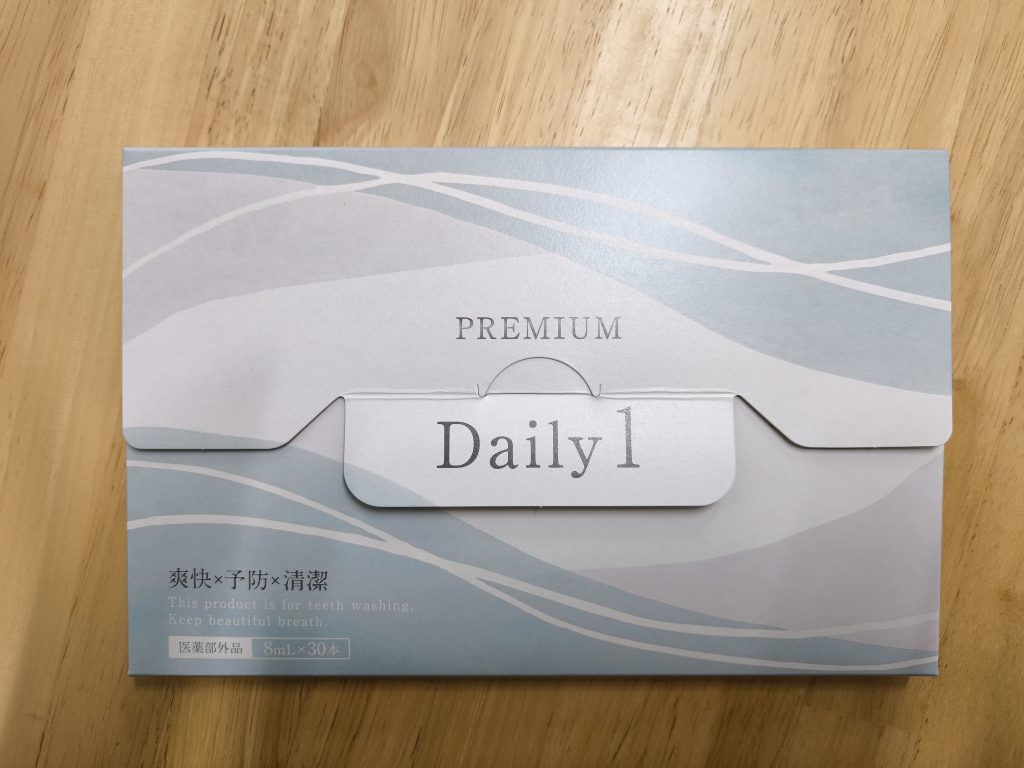 PREMIUM
Daily 1
爽快×予防×清潔
This product is for teeth washing.
Keep beautiful breath.
医薬部外品 8mL×30本